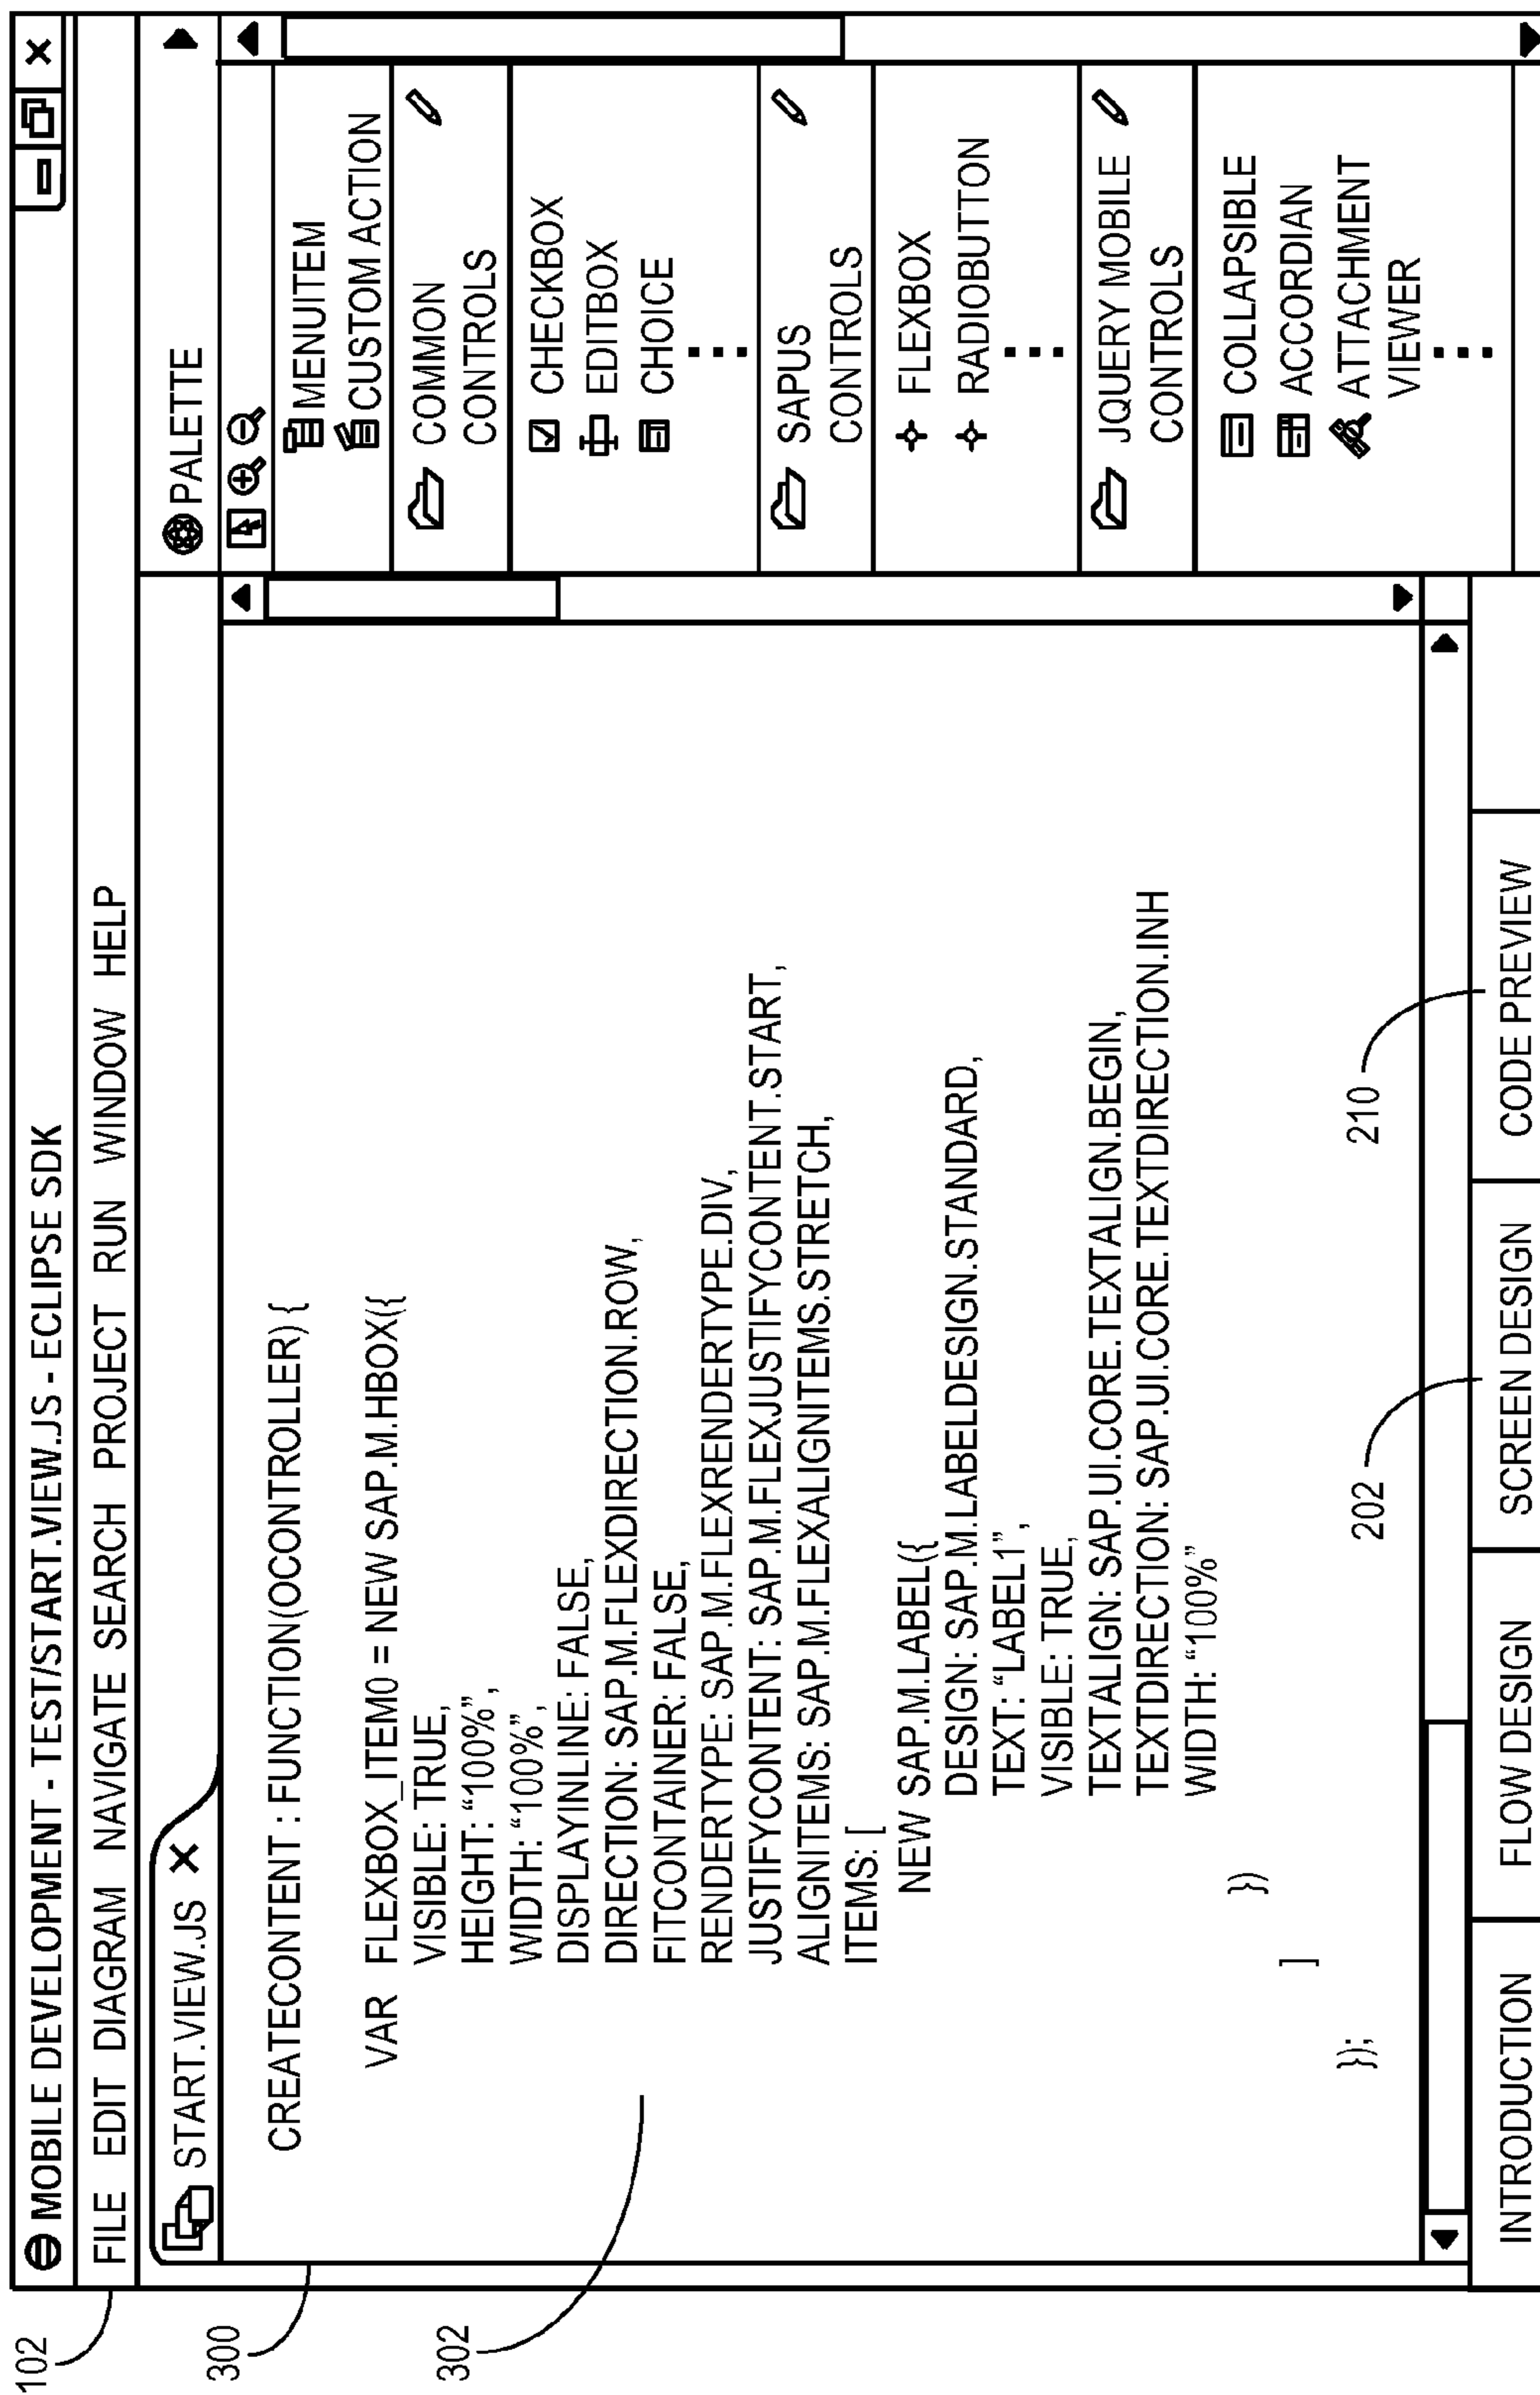 MOBILE DEVELOPMENT - TEST/START.VIEW.JS - ECLIPSE SDK
FILE EDIT DIAGRAM NAVIGATE SEARCH PROJECT RUN WINDOW HELP
START.VIEW.JS
CREATECONTENT : FUNCTION(OCONTROLLER) {
VAR FLEXBOX_ITEM0 = NEW SAP.M.HBOX({
VISIBLE: TRUE,
HEIGHT: “100%”
WIDTH: “100%” ,
DISPLAYINLINE: FALSE,
DIRECTION: SAP.M.FLEXDIRECTION.ROW,
FITCONTAINER: FALSE,
RENDERTYPE: SAP.M.FLEXRENDERTYPE.DIV,
JUSTIFYCONTENT: SAP.M.FLEXJUSTIFYCONTENT.START,
ALIGNITEMS: SAP.M.FLEXALIGNITEMS.STRETCH,
ITEMS: [
NEW SAP.M.LABEL({
DESIGN: SAP.M.LABELDESIGN.STANDARD,
TEXT: “LABEL1” ,
VISIBLE: TRUE,
TEXTALIGN: SAP.UI.CORE.TEXTALIGN.BEGIN,
TEXTDIRECTION: SAP.UI.CORE.TEXTDIRECTION.INH
WIDTH: “100%”
})
]
});
PALETTE
MENUITEM
CUSTOM ACTION
COMMON
CONTROLS
CHECKBOX
EDITBOX
CHOICE
SAPUS
CONTROLS
FLEXBOX
RADIOBUTTON
JQUERY MOBILE
CONTROLS
COLLAPSIBLE
ACCORDIAN
ATTACHMENT
VIEWER
INTRODUCTION
FLOW DESIGN
SCREEN DESIGN
CODE PREVIEW
102
300
302
202
210